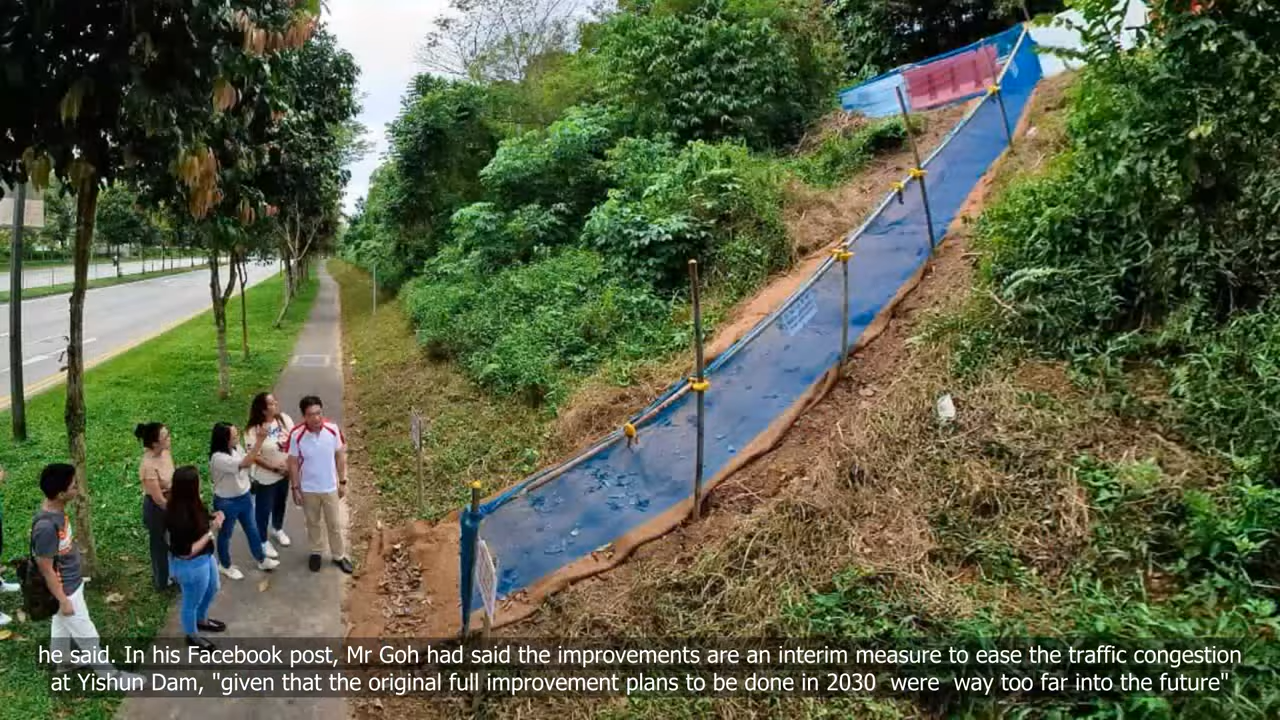 he said. In his Facebook post, Mr Goh had said the improvements are an interim measure to ease the traffic congestion
at Yishun Dam, "given that the original full improvement plans to be done in 2030  were  way too far into the future"